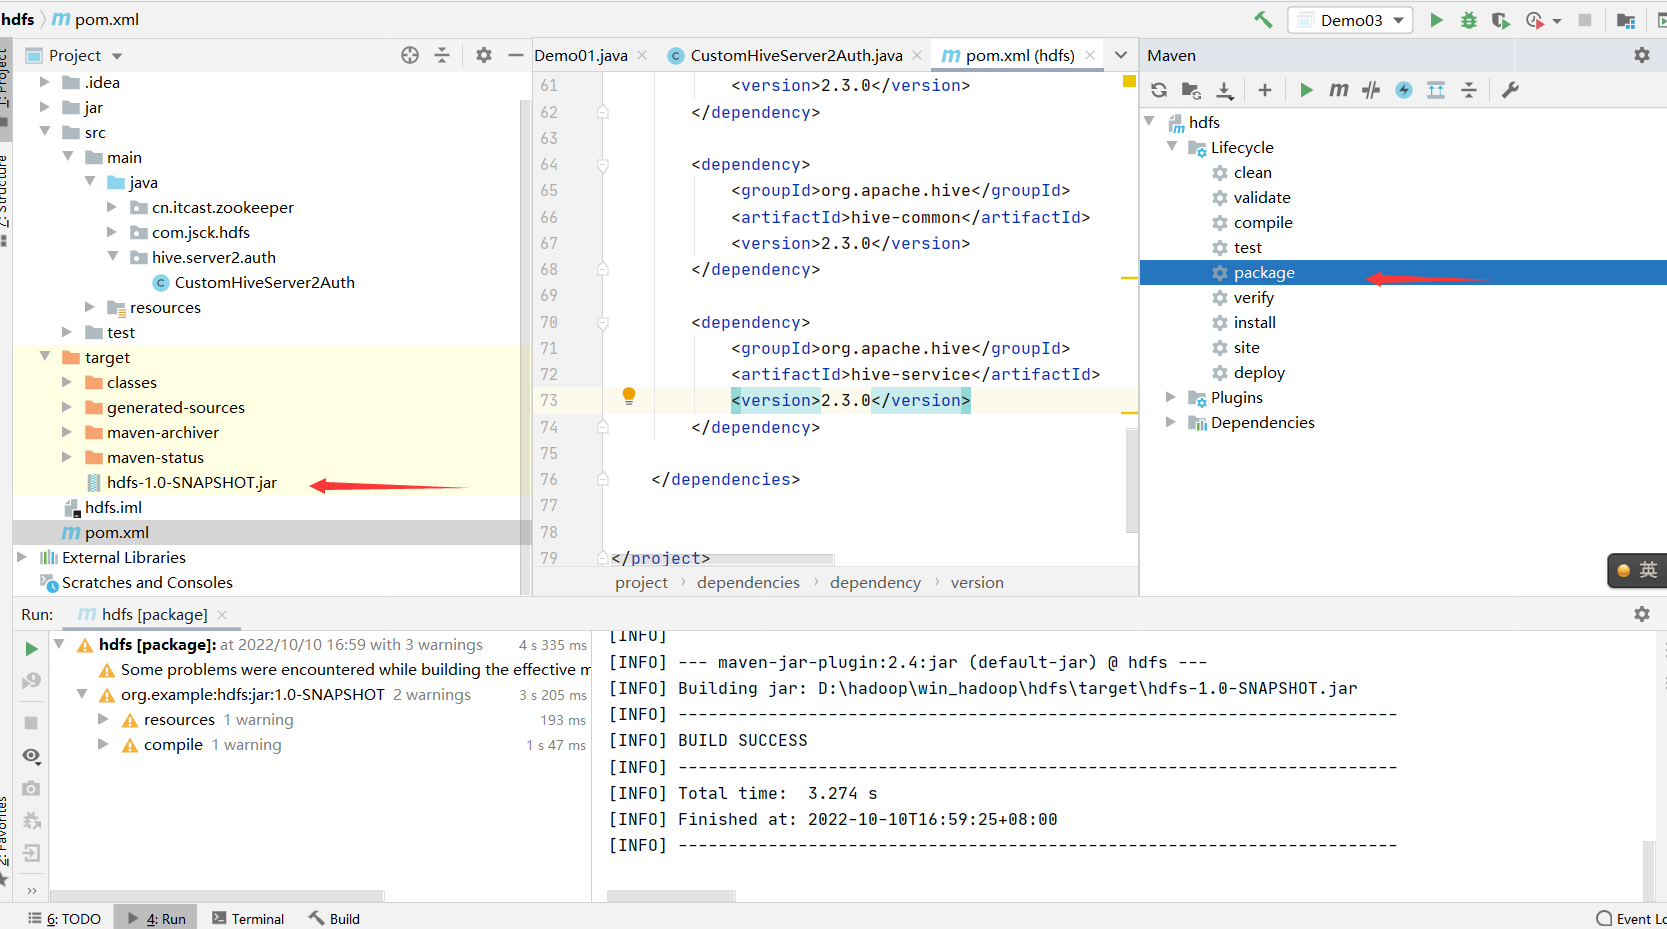 hdfs pom.xml
Demo03
1: Project
Project
.idea
jar
src
main
java
cn.itcast.zookeeper
com.jsck.hdfs
hive.server2.auth
CustomHiveServer2Auth
resources
test
target
classes
generated-sources
maven-archiver
maven-status
hdfs-1.0-SNAPSHOT.jar
hdfs.iml
pom.xml
External Libraries
Scratches and Consoles
7: Structure
Demo01.java CustomHiveServer2Auth.java pom.xml (hdfs)
61 <version>2.3.0</version>
62 </dependency>
63
64 <dependency>
65 <groupId>org.apache.hive</groupId>
66 <artifactId>hive-common</artifactId>
67 <version>2.3.0</version>
68 </dependency>
69
70 <dependency>
71 <groupId>org.apache.hive</groupId>
72 <artifactId>hive-service</artifactId>
73 <version>2.3.0</version>
74 </dependency>
75
76 </dependencies>
77
78
79 </project>
project › dependencies › dependency › version
Maven
hdfs
Lifecycle
clean
validate
compile
test
package
verify
install
site
deploy
Plugins
Dependencies
英
Run: hdfs [package]
hdfs [package]: at 2022/10/10 16:59 with 3 warnings 4 s 335 ms
Some problems were encountered while building the effective m
org.example:hdfs:jar:1.0-SNAPSHOT 2 warnings 3 s 205 ms
resources 1 warning 193 ms
compile 1 warning 1 s 47 ms
[INFO]
[INFO] --- maven-jar-plugin:2.4:jar (default-jar) @ hdfs ---
[INFO] Building jar: D:\hadoop\win_hadoop\hdfs\target\hdfs-1.0-SNAPSHOT.jar
[INFO] ------------------------------------------------------------------------
[INFO] BUILD SUCCESS
[INFO] ------------------------------------------------------------------------
[INFO] Total time: 3.274 s
[INFO] Finished at: 2022-10-10T16:59:25+08:00
[INFO] ------------------------------------------------------------------------
2: Favorites
6: TODO 4: Run Terminal Build Event Lo